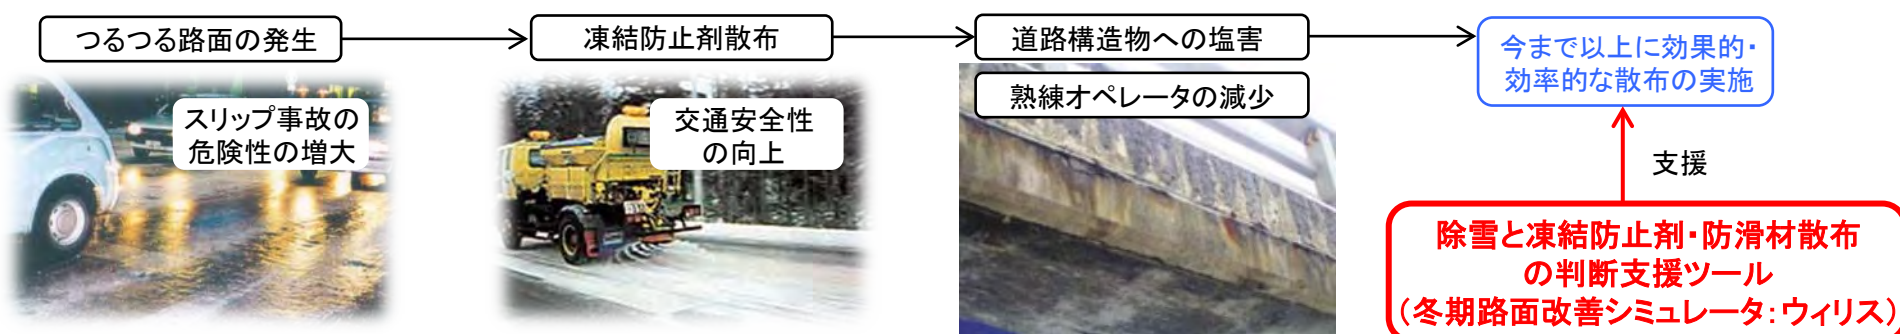 つるつる路面の発生
スリップ事故の
危険性の増大
凍結防止剤散布
交通安全性
の向上
道路構造物への塩害
熟練オペレータの減少
今まで以上に効果的・
効率的な散布の実施
支援
除雪と凍結防止剤・防滑材散布
の判断支援ツール
(冬期路面改善シミュレータ:ウィリス)